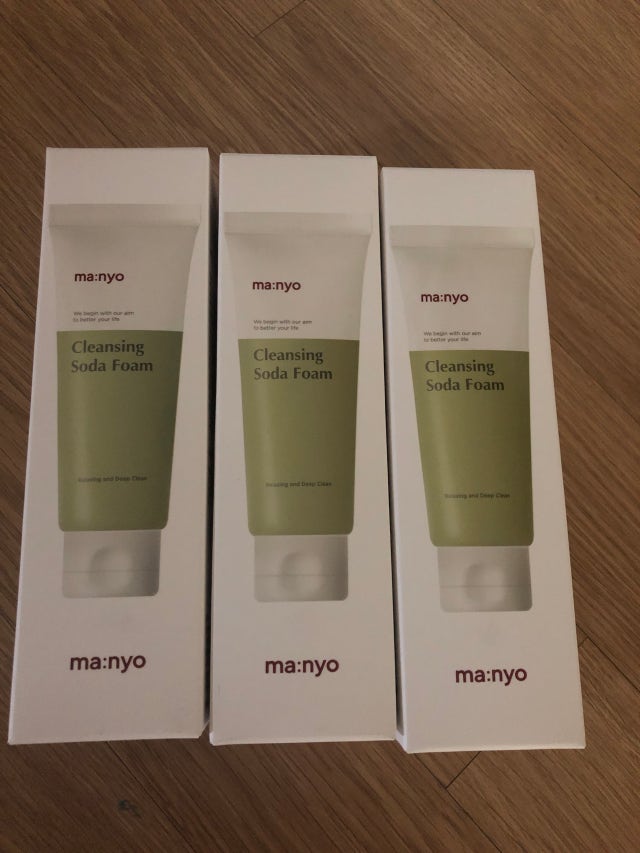 ma:nyo
We begin with our aim
to better your life
Cleansing
Soda Foam
Relaxing and Deep Clean
ma:nyo
ma:nyo
We begin with our aim
to better your life
Cleansing
Soda Foam
Relaxing and Deep Clean
ma:nyo
ma:nyo
We begin with our aim
to better your life
Cleansing
Soda Foam
Relaxing and Deep Clean
ma:nyo